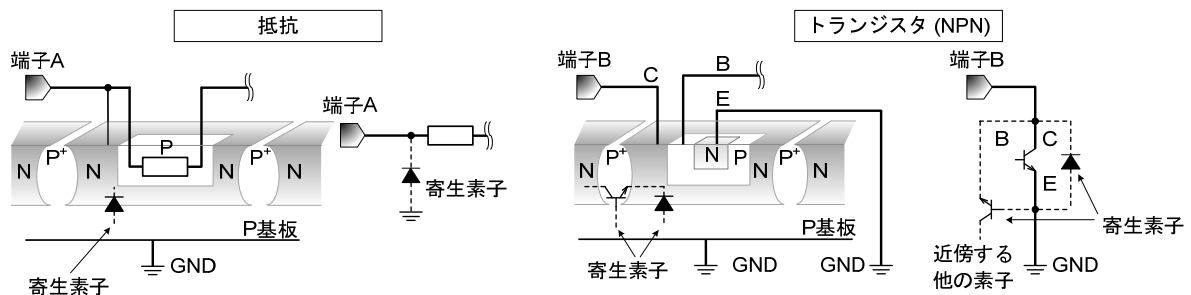 抵抗
トランジスタ (NPN)
端子A
端子A
P
N
P+
N
N
P+
N
寄生素子
P基板
GND
寄生素子
端子B
C
B
E
N
P+
N
N
P
N
P+
N
P基板
寄生素子
GND
GND
端子B
B
C
E
寄生素子
近傍する
他の素子
GND